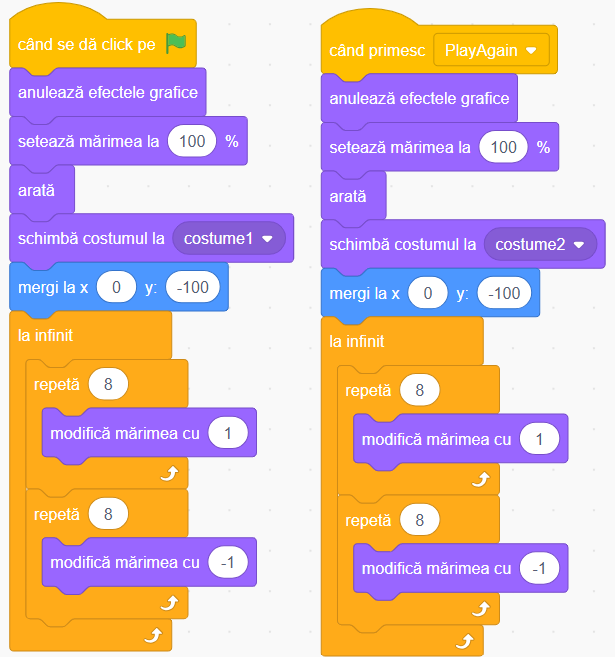 când se dă click pe
anulează efectele grafice
setează mărimea la 100 %
arată
schimbă costumul la costume1
mergi la x 0 y: -100
la infinit
repetă 8
modifică mărimea cu 1
repetă 8
modifică mărimea cu -1
când primesc PlayAgain
anulează efectele grafice
setează mărimea la 100 %
arată
schimbă costumul la costume2
mergi la x 0 y: -100
la infinit
repetă 8
modifică mărimea cu 1
repetă 8
modifică mărimea cu -1